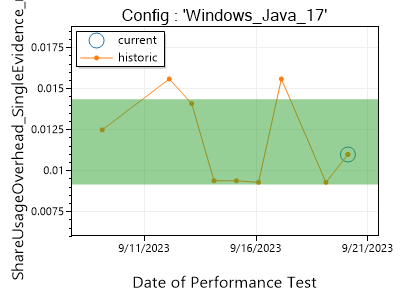 Config : 'Windows_Java_17'
current
historic
0.0175
0.015
0.0125
0.01
0.0075
9/11/2023
9/16/2023
9/21/2023
Date of Performance Test
ShareUsageOverhead_SingleEvidence_